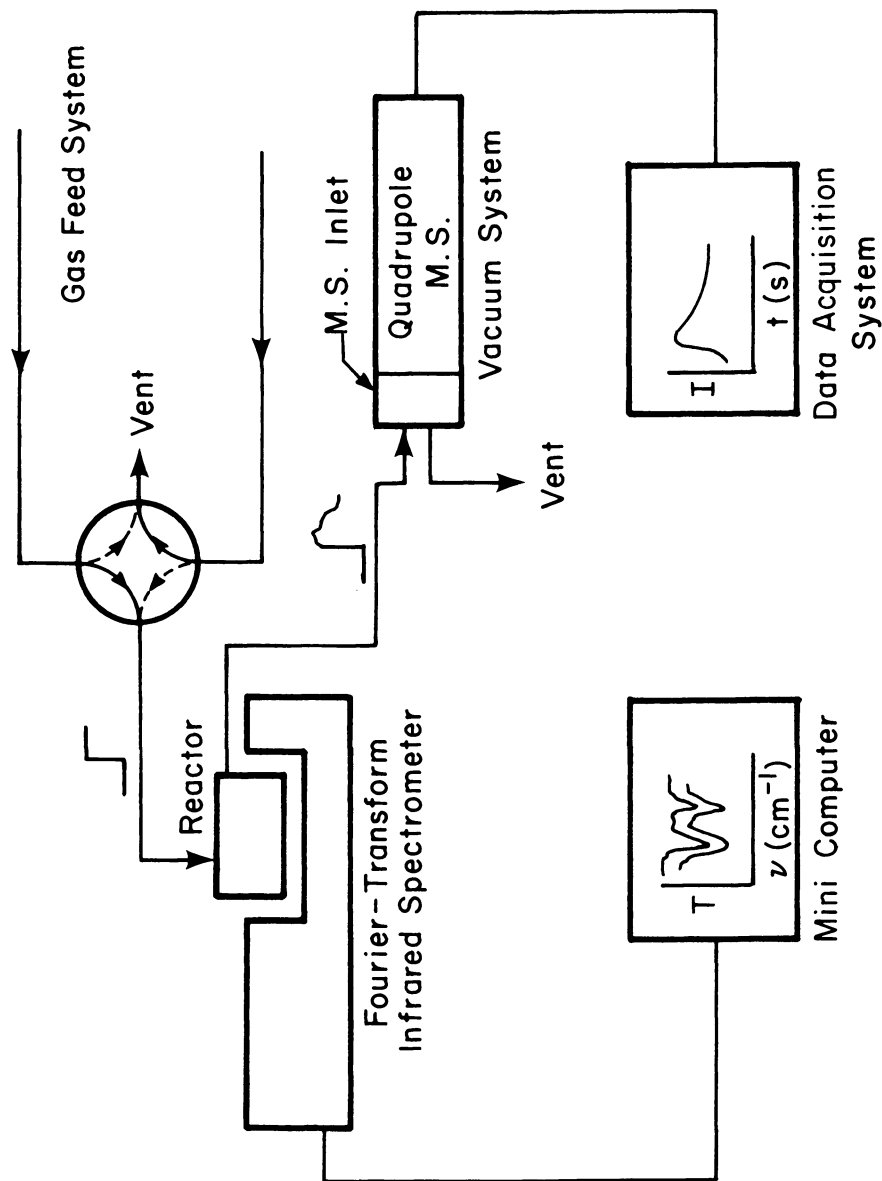 Gas Feed System
Vent
Reactor
M.S. Inlet
Quadrupole
M.S.
Vacuum System
Vent
Fourier-Transform
Infrared Spectrometer
T
ν (cm⁻¹)
Mini Computer
I
t (s)
Data Acquisition
System